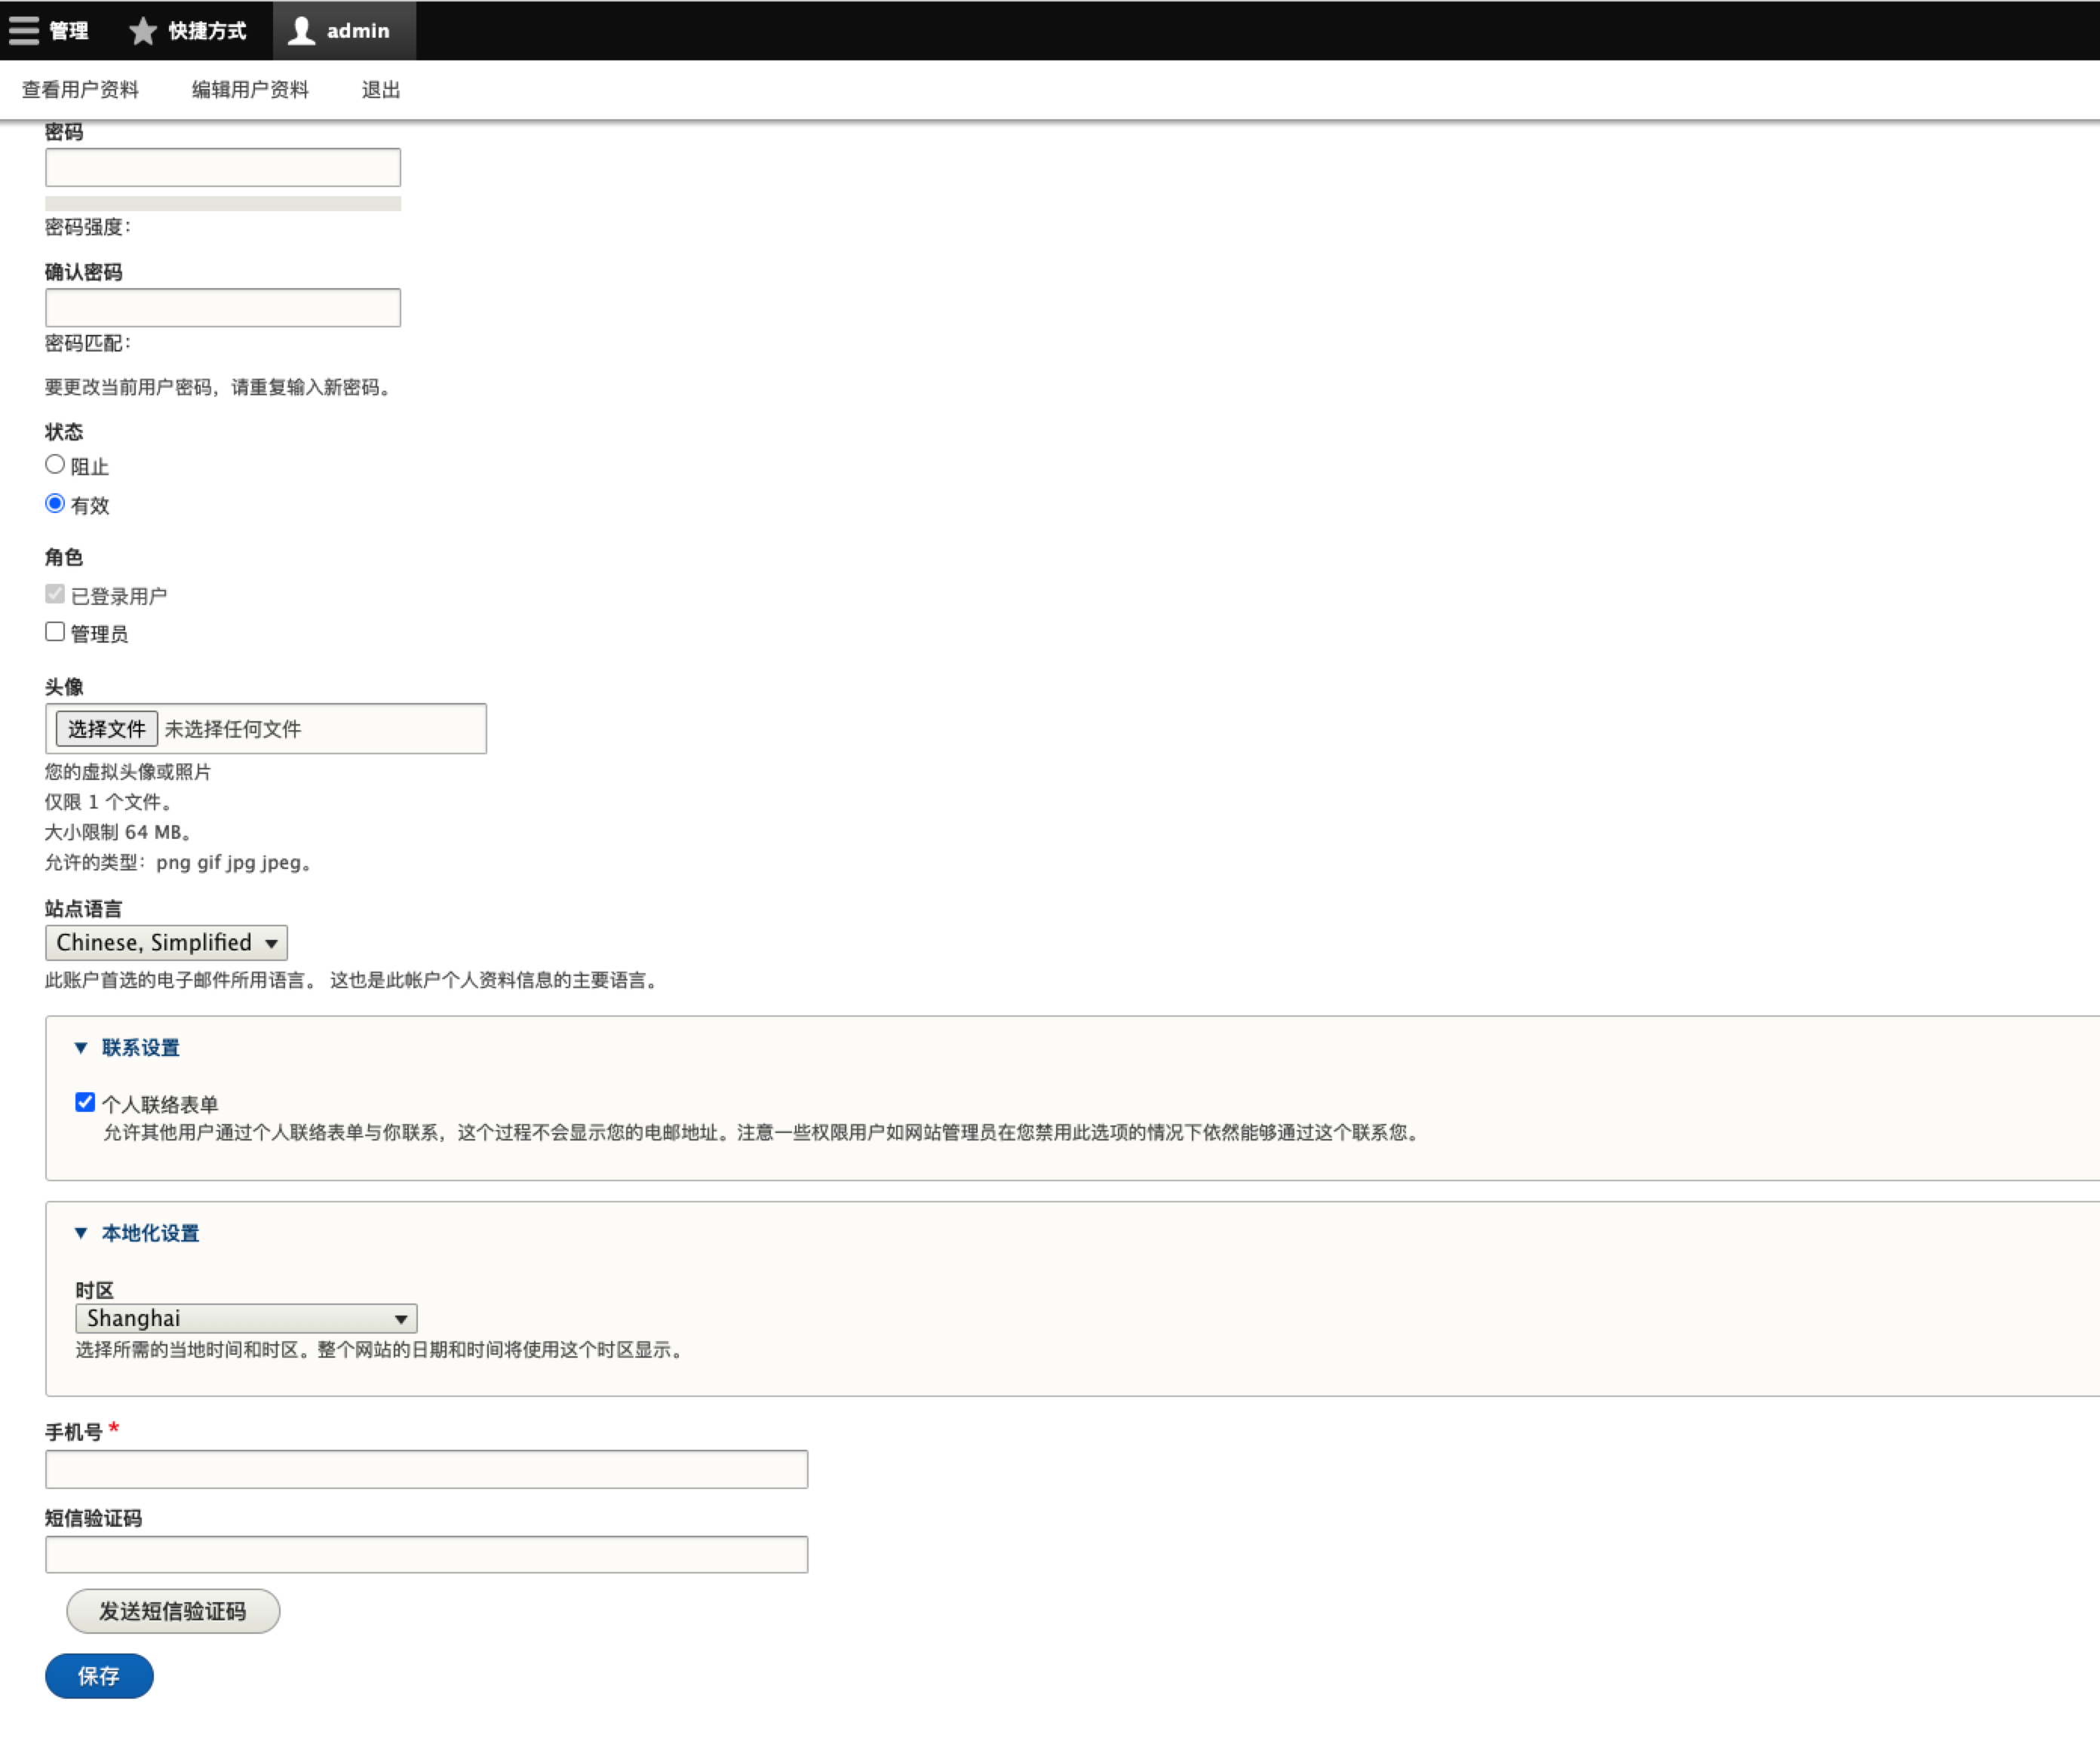 管理 快捷方式 admin
查看用户资料 编辑用户资料 退出
密码
密码强度：
确认密码
密码匹配：
要更改当前用户密码，请重复输入新密码。
状态
阻止
有效
角色
已登录用户
管理员
头像
选择文件 未选择任何文件
您的虚拟头像或照片
仅限 1 个文件。
大小限制 64 MB。
允许的类型：png gif jpg jpeg。
站点语言
Chinese, Simplified
此账户首选的电子邮件所用语言。 这也是此帐户个人资料信息的主要语言。
联系设置
个人联络表单
允许其他用户通过个人联络表单与你联系，这个过程不会显示您的电邮地址。注意一些权限用户如网站管理员在您禁用此选项的情况下依然能够通过这个联系您。
本地化设置
时区
Shanghai
选择所需的当地时间和时区。整个网站的日期和时间将使用这个时区显示。
手机号 *
短信验证码
发送短信验证码
保存